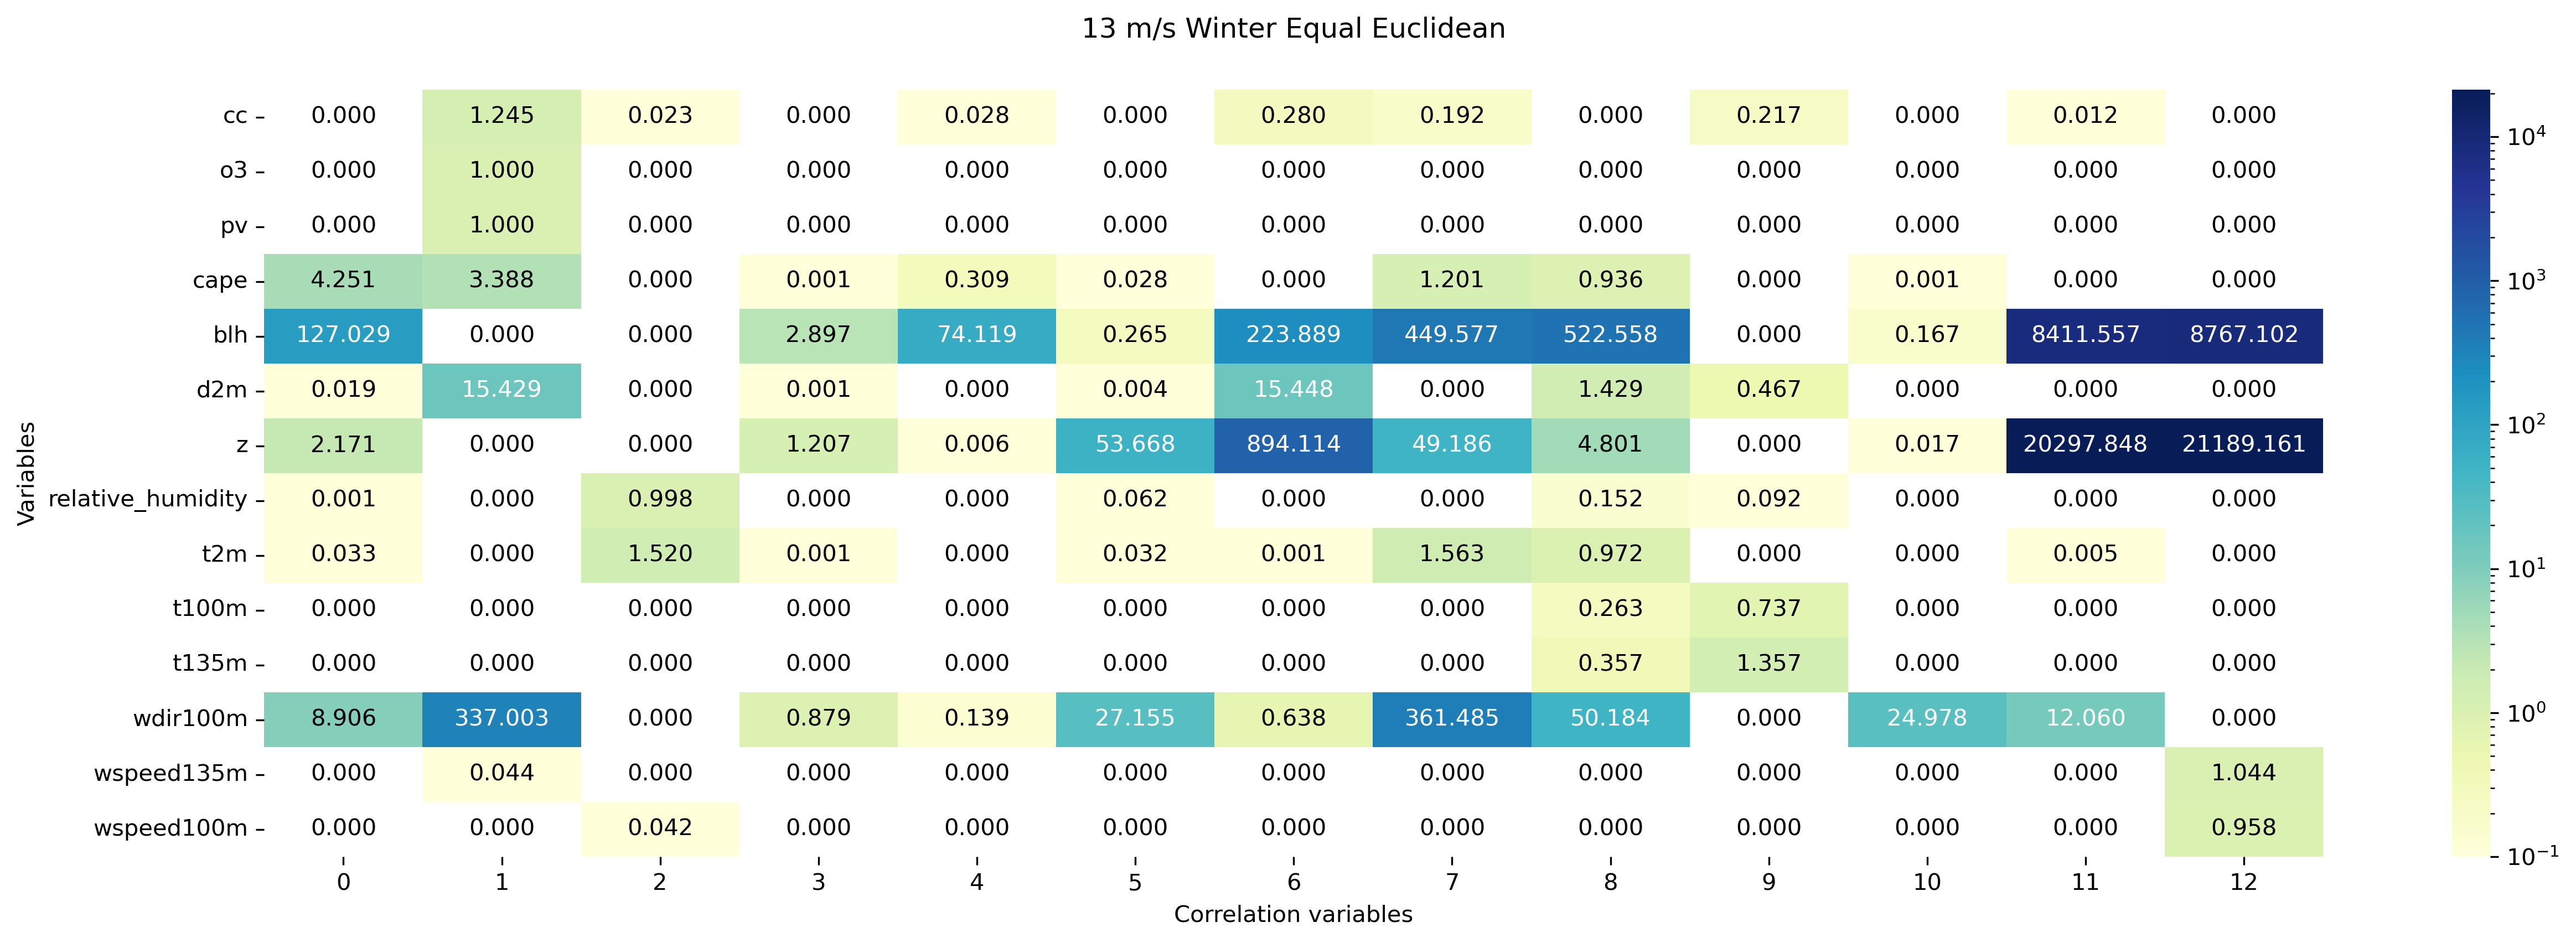 13 m/s Winter Equal Euclidean
cc 0.000 1.245 0.023 0.000 0.028 0.000 0.280 0.192 0.000 0.217 0.000 0.012 0.000
o3 0.000 1.000 0.000 0.000 0.000 0.000 0.000 0.000 0.000 0.000 0.000 0.000 0.000
pv 0.000 1.000 0.000 0.000 0.000 0.000 0.000 0.000 0.000 0.000 0.000 0.000 0.000
cape 4.251 3.388 0.000 0.001 0.309 0.028 0.000 1.201 0.936 0.000 0.001 0.000 0.000
blh 127.029 0.000 0.000 2.897 74.119 0.265 223.889 449.577 522.558 0.000 0.167 8411.557 8767.102
d2m 0.019 15.429 0.000 0.001 0.000 0.004 15.448 0.000 1.429 0.467 0.000 0.000 0.000
z 2.171 0.000 0.000 1.207 0.006 53.668 894.114 49.186 4.801 0.000 0.017 20297.848 21189.161
relative_humidity 0.001 0.000 0.998 0.000 0.000 0.062 0.000 0.000 0.152 0.092 0.000 0.000 0.000
t2m 0.033 0.000 1.520 0.001 0.000 0.032 0.001 1.563 0.972 0.000 0.000 0.005 0.000
t100m 0.000 0.000 0.000 0.000 0.000 0.000 0.000 0.000 0.263 0.737 0.000 0.000 0.000
t135m 0.000 0.000 0.000 0.000 0.000 0.000 0.000 0.000 0.357 1.357 0.000 0.000 0.000
wdir100m 8.906 337.003 0.000 0.879 0.139 27.155 0.638 361.485 50.184 0.000 24.978 12.060 0.000
wspeed135m 0.000 0.044 0.000 0.000 0.000 0.000 0.000 0.000 0.000 0.000 0.000 0.000 1.044
wspeed100m 0.000 0.000 0.042 0.000 0.000 0.000 0.000 0.000 0.000 0.000 0.000 0.000 0.958
0 1 2 3 4 5 6 7 8 9 10 11 12
Correlation variables
Variables
10⁴
10³
10²
10¹
10⁰
10⁻¹